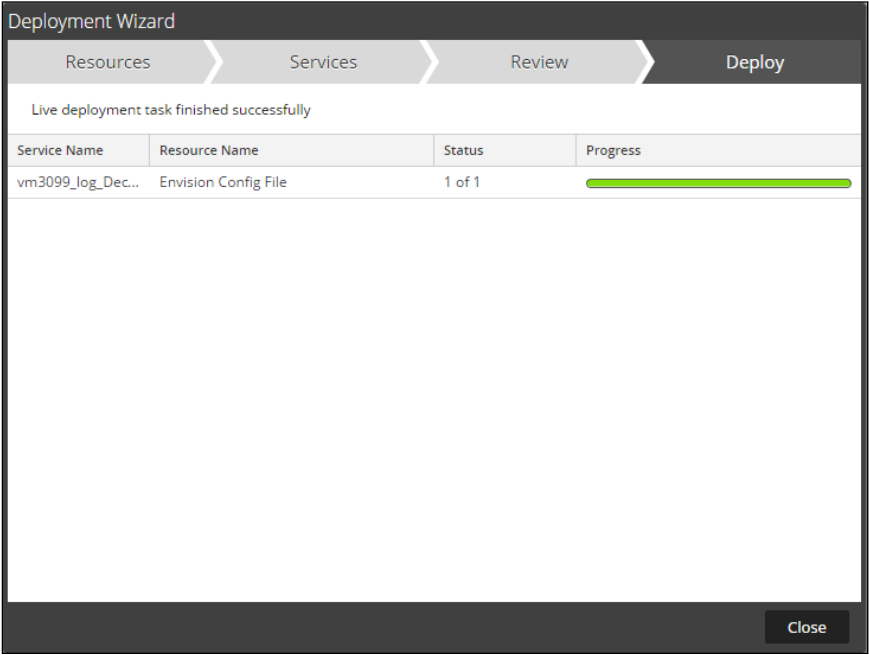 Deployment Wizard
Resources Services Review Deploy
Live deployment task finished successfully
Service Name Resource Name Status Progress
vm3099_log_Dec... Envision Config File 1 of 1
Close